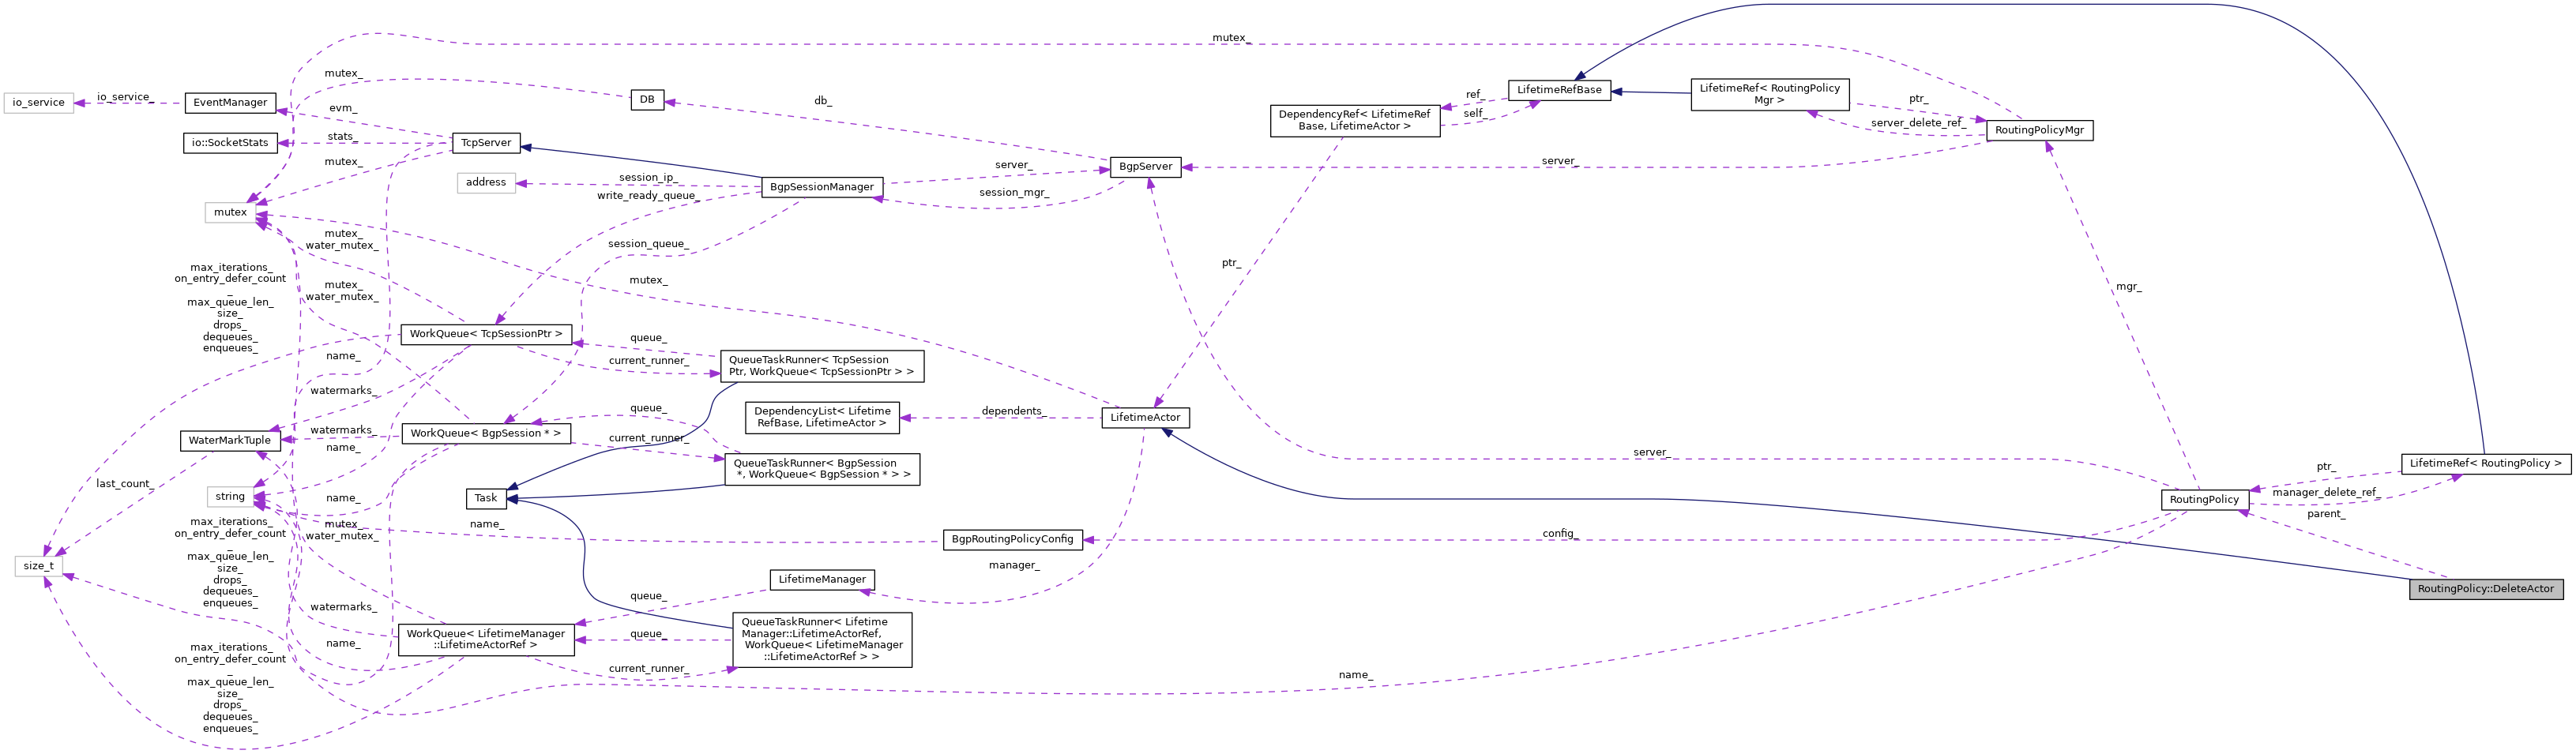 mutex_
mutex_
io_service
io_service_
EventManager
evm_
DB
db_
ref_
self_
LifetimeRefBase
LifetimeRef< RoutingPolicy
Mgr >
ptr_
server_delete_ref_
RoutingPolicyMgr
DependencyRef< LifetimeRef
Base, LifetimeActor >
io::SocketStats
stats_
TcpServer
mutex_
address
session_ip_
write_ready_queue_
BgpSessionManager
server_
session_mgr_
BgpServer
server_
mutex
mutex_
water_mutex_
session_queue_
ptr_
mutex_
mgr_
max_iterations_
on_entry_defer_count
_
max_queue_len_
size_
drops_
dequeues_
enqueues_
mutex_
water_mutex_
WorkQueue< TcpSessionPtr >
queue_
current_runner_
QueueTaskRunner< TcpSession
Ptr, WorkQueue< TcpSessionPtr > >
name_
watermarks_
queue_
DependencyList< Lifetime
RefBase, LifetimeActor >
dependents_
LifetimeActor
WaterMarkTuple
watermarks_
name_
WorkQueue< BgpSession * >
current_runner_
QueueTaskRunner< BgpSession
*, WorkQueue< BgpSession * > >
server_
ptr_
LifetimeRef< RoutingPolicy >
last_count_
string
name_
Task
RoutingPolicy
manager_delete_ref_
parent_
max_iterations_
on_entry_defer_count
_
max_queue_len_
size_
drops_
dequeues_
enqueues_
mutex_
water_mutex_
name_
BgpRoutingPolicyConfig
config_
size_t
LifetimeManager
manager_
RoutingPolicy::DeleteActor
watermarks_
name_
queue_
WorkQueue< LifetimeManager
::LifetimeActorRef >
queue_
current_runner_
QueueTaskRunner< Lifetime
Manager::LifetimeActorRef,
WorkQueue< LifetimeManager
::LifetimeActorRef > >
max_iterations_
on_entry_defer_count
_
max_queue_len_
size_
drops_
dequeues_
enqueues_
name_